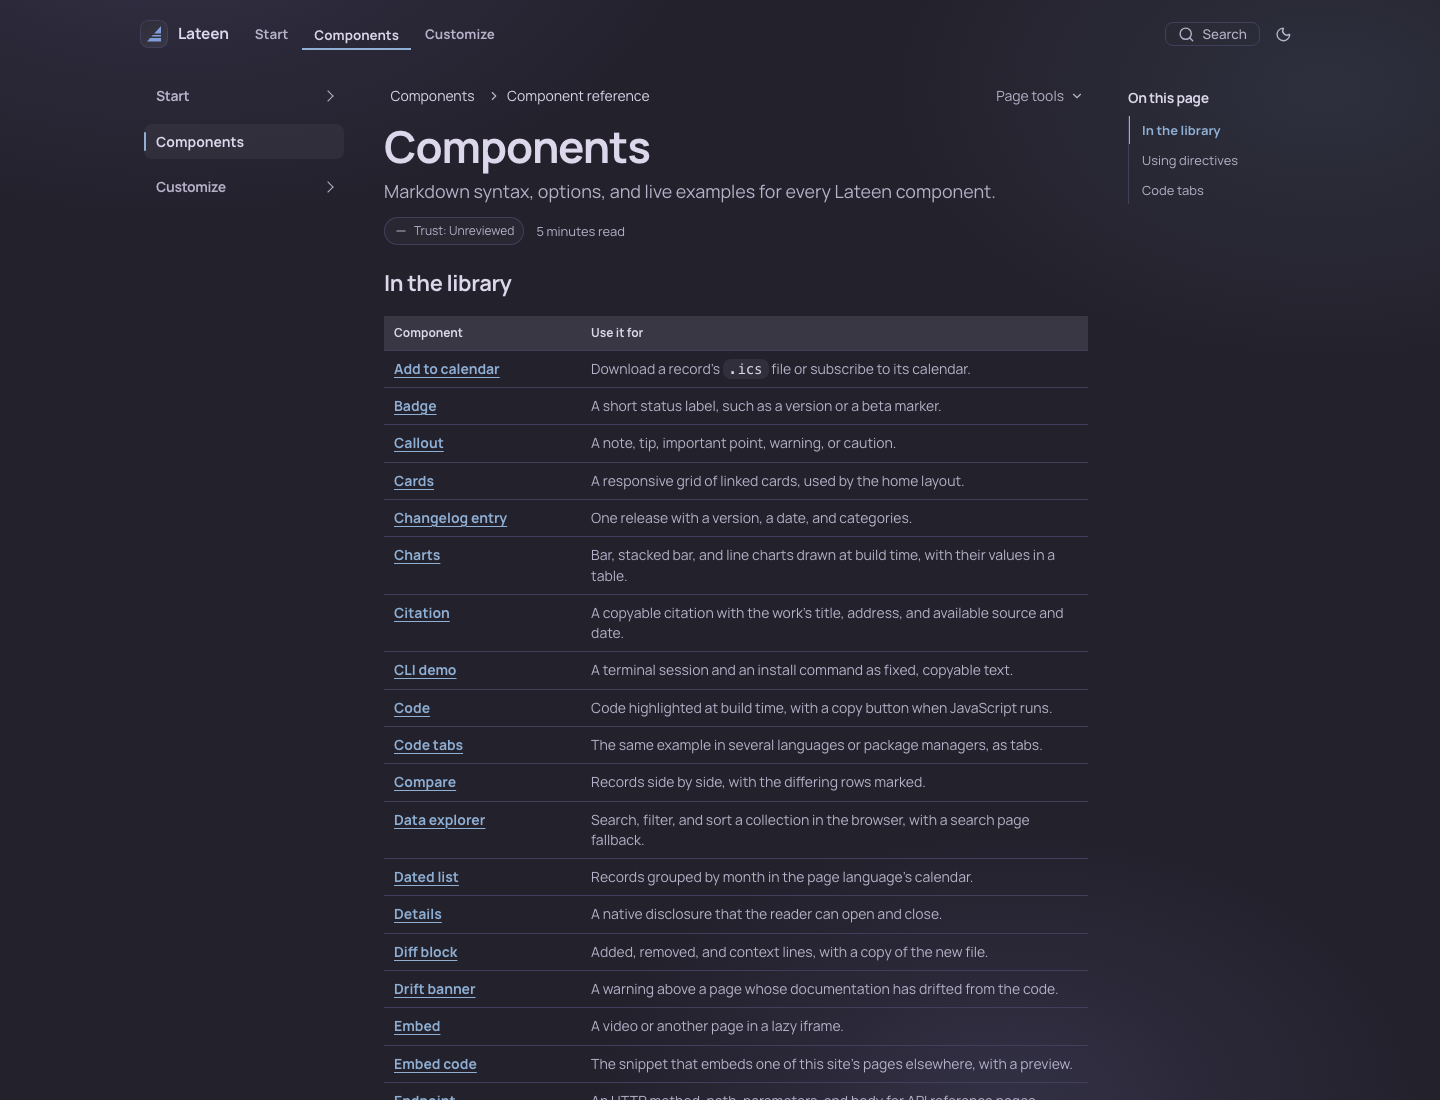 Lateen
Start
Components
Customize
Search
Start
Components
Customize
Components
Component reference
Page tools
Components
Markdown syntax, options, and live examples for every Lateen component.
Trust: Unreviewed
5 minutes read
On this page
In the library
Using directives
Code tabs
In the library
Component Use it for
Add to calendar Download a record’s .ics file or subscribe to its calendar.
Badge A short status label, such as a version or a beta marker.
Callout A note, tip, important point, warning, or caution.
Cards A responsive grid of linked cards, used by the home layout.
Changelog entry One release with a version, a date, and categories.
Charts Bar, stacked bar, and line charts drawn at build time, with their values in a
table.
Citation A copyable citation with the work’s title, address, and available source and
date.
CLI demo A terminal session and an install command as fixed, copyable text.
Code Code highlighted at build time, with a copy button when JavaScript runs.
Code tabs The same example in several languages or package managers, as tabs.
Compare Records side by side, with the differing rows marked.
Data explorer Search, filter, and sort a collection in the browser, with a search page
fallback.
Dated list Records grouped by month in the page language’s calendar.
Details A native disclosure that the reader can open and close.
Diff block Added, removed, and context lines, with a copy of the new file.
Drift banner A warning above a page whose documentation has drifted from the code.
Embed A video or another page in a lazy iframe.
Embed code The snippet that embeds one of this site’s pages elsewhere, with a preview.
Endpoint An HTTP method, path, parameters, and body for API reference pages.